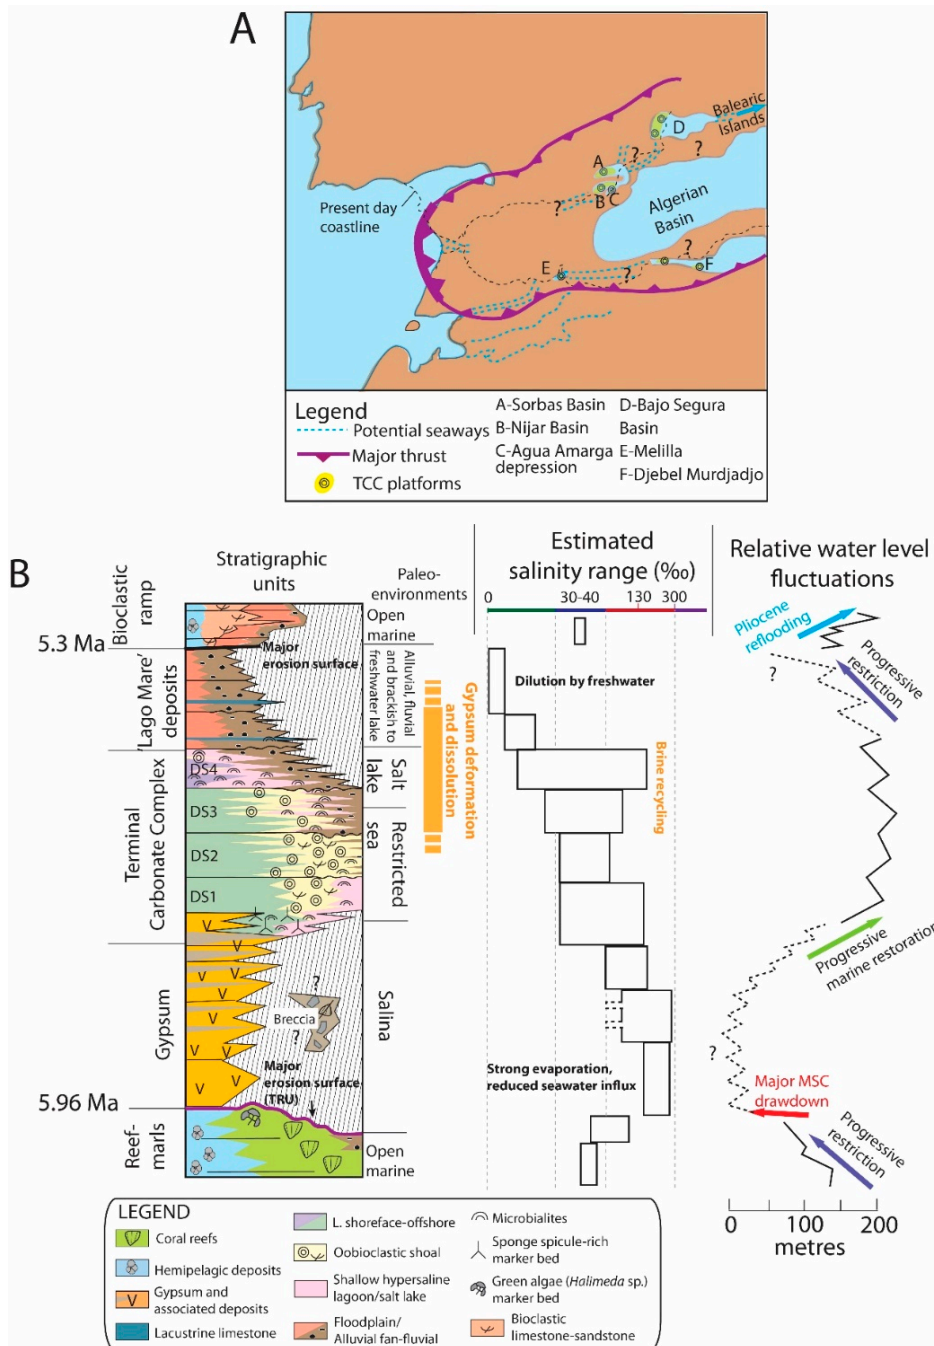 A
Balearic
Islands
D
?
?
A
Present day
coastline
B
C
?
Algerian
Basin
?
E
?
F
Legend
Potential seaways
Major thrust
TCC platforms
A-Sorbas Basin
B-Nijar Basin
C-Agua Amarga
depression
D-Bajo Segura
Basin
E-Melilla
F-Djebel Murdjadjo
B
Stratigraphic
units
Paleo-
environments
Estimated
salinity range (‰)
Relative water level
fluctuations
0
30-40
130
300
Bioclastic
ramp
Open
marine
5.3 Ma
Major
erosion surface
'Lago Mare'
deposits
Alluvial, fluvial
and brackish to
freshwater lake
Dilution by freshwater
Pliocene
reflooding
Progressive
restriction
?
Gypsum deformation
and dissolution
Terminal
Carbonate Complex
DS4
DS3
DS2
DS1
Salt
lake
Restricted
sea
Brine recycling
Progressive
marine restoration
V
V
Gypsum
V
V
V
V
V
V
V
V
?
Breccia
?
Salina
Strong evaporation,
reduced seawater influx
?
Major
erosion surface
(TRU)
5.96 Ma
Major MSC
drawdown
Reef-
marls
Open
marine
Progressive
restriction
0
100
200
metres
LEGEND
Coral reefs
Hemipelagic deposits
Gypsum and
associated deposits
Lacustrine limestone
L. shoreface-offshore
Oobioclastic shoal
Shallow hypersaline
lagoon/salt lake
Floodplain/
Alluvial fan-fluvial
Microbialites
Sponge spicule-rich
marker bed
Green algae (Halimeda sp.)
marker bed
Bioclastic
limestone-sandstone